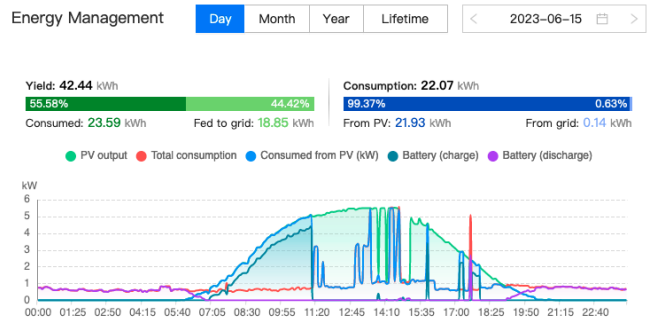 Energy Management
Day Month Year Lifetime
< 2023-06-15 >
Yield: 42.44 kWh
Consumption: 22.07 kWh
55.58% 44.42%
99.37% 0.63%
Consumed: 23.59 kWh Fed to grid: 18.85 kWh
From PV: 21.93 kWh From grid: 0.14 kWh
PV output Total consumption Consumed from PV (kW) Battery (charge) Battery (discharge)
kW
6
5
4
3
2
1
0
00:00 01:25 02:50 04:15 05:40 07:05 08:30 09:55 11:20 12:45 14:10 15:35 17:00 18:25 19:50 21:15 22:40